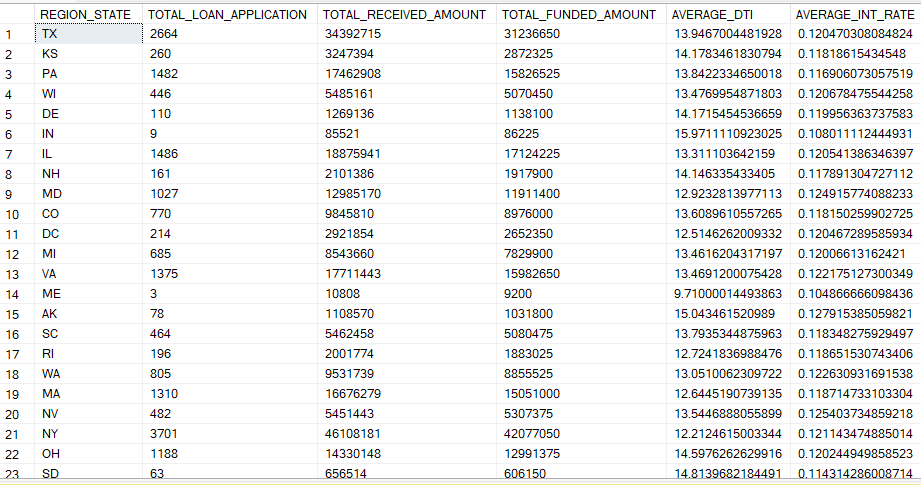 REGION_STATE TOTAL_LOAN_APPLICATION TOTAL_RECEIVED_AMOUNT TOTAL_FUNDED_AMOUNT AVERAGE_DTI AVERAGE_INT_RATE
1 TX 2664 34392715 31236650 13.9467004481928 0.120470308084824
2 KS 260 3247394 2872325 14.1783461830794 0.11818615434548
3 PA 1482 17462908 15826525 13.8422334650018 0.116906073057519
4 WI 446 5485161 5070450 13.4769954871803 0.120678475544258
5 DE 110 1269136 1138100 14.1715454536659 0.119956363737583
6 IN 9 85521 86225 15.9711110923025 0.108011112444931
7 IL 1486 18875941 17124225 13.311103642159 0.120541386346397
8 NH 161 2101386 1917900 14.146335433405 0.117891304727112
9 MD 1027 12985170 11911400 12.9232813977113 0.124915774088233
10 CO 770 9845810 8976000 13.6089610557265 0.118150259902725
11 DC 214 2921854 2652350 12.5146262009332 0.120467289585934
12 MI 685 8543660 7829900 13.4616204317197 0.12006613162421
13 VA 1375 17711443 15982650 13.4691200075428 0.122175127300349
14 ME 3 10808 9200 9.71000014493863 0.104866666098436
15 AK 78 1108570 1031800 15.043461520989 0.127915385059821
16 SC 464 5462458 5080475 13.7935344875963 0.118348275929497
17 RI 196 2001774 1883025 12.7241836988476 0.118651530743406
18 WA 805 9531739 8855525 13.0510062309722 0.122630931691538
19 MA 1310 16676279 15051000 12.6445190739135 0.118714733103304
20 NV 482 5451443 5307375 13.5446888055899 0.125403734859218
21 NY 3701 46108181 42077050 12.2124615003344 0.121143474885014
22 OH 1188 14330148 12991375 14.5976262629916 0.120244949858523
23 SD 63 656514 606150 14.8139682184491 0.114314286008714